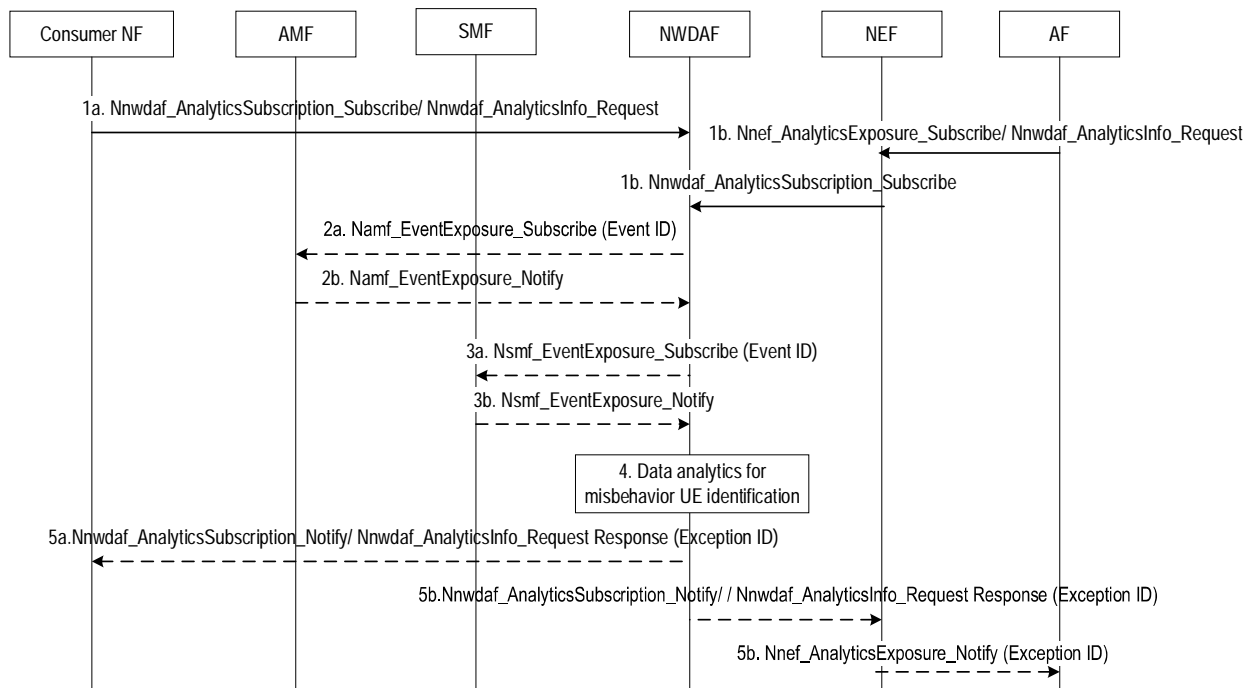 Consumer NF
AMF
SMF
NWDAF
NEF
AF
1a. Nnwdaf_AnalyticsSubscription_Subscribe/ Nnwdaf_AnalyticsInfo_Request
1b. Nnef_AnalyticsExposure_Subscribe/ Nnwdaf_AnalyticsInfo_Request
1b. Nnwdaf_AnalyticsSubscription_Subscribe
2a. Namf_EventExposure_Subscribe (Event ID)
2b. Namf_EventExposure_Notify
3a. Nsmf_EventExposure_Subscribe (Event ID)
3b. Nsmf_EventExposure_Notify
4. Data analytics for
misbehavior UE identification
5a.Nnwdaf_AnalyticsSubscription_Notify/ Nnwdaf_AnalyticsInfo_Request Response (Exception ID)
5b.Nnwdaf_AnalyticsSubscription_Notify/ / Nnwdaf_AnalyticsInfo_Request Response (Exception ID)
5b. Nnef_AnalyticsExposure_Notify (Exception ID)